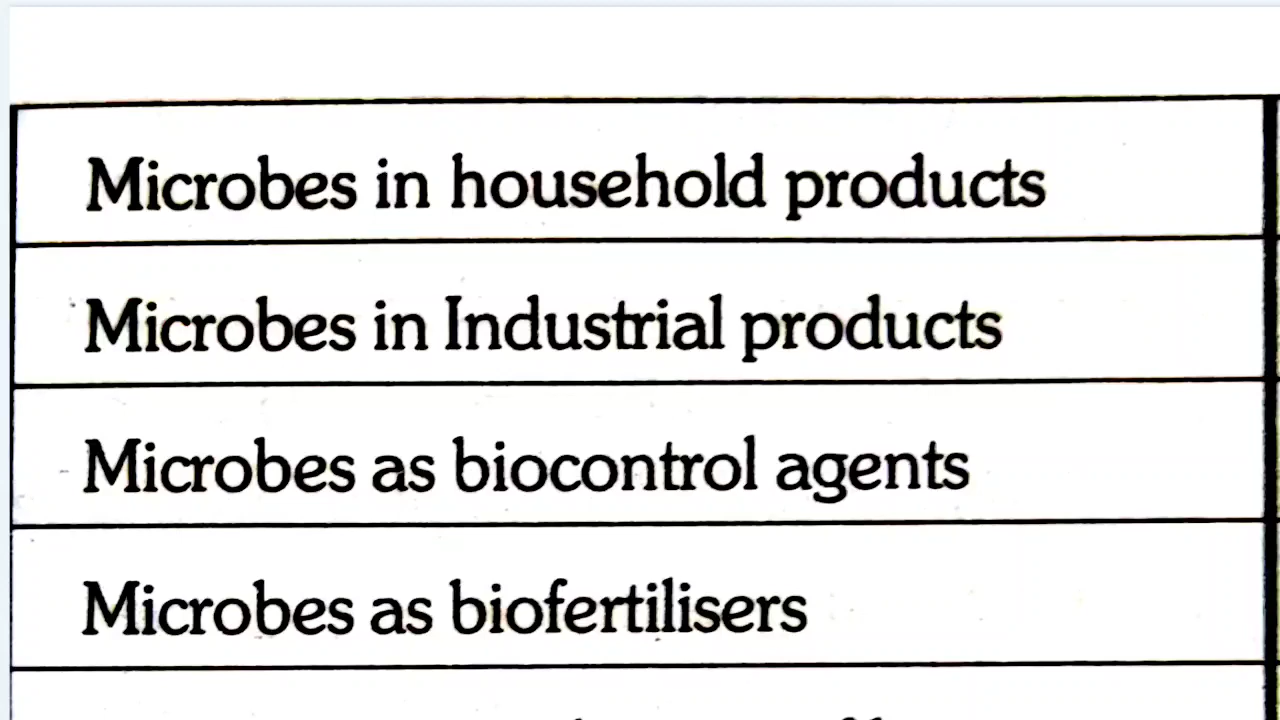 Microbes in household products
Microbes in Industrial products
Microbes as biocontrol agents
Microbes as biofertilisers